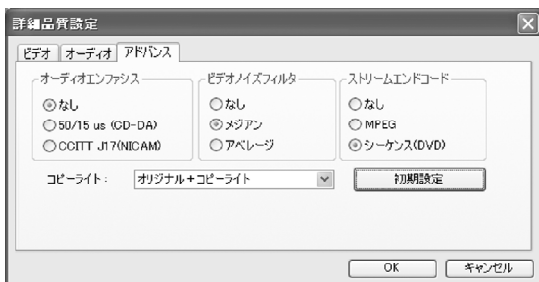 詳細品質設定
ビデオ オーディオ アドバンス
オーディオエンファシス ビデオノイズフィルタ ストリームエンドコード
なし なし なし
50/15 us (CD-DA) メジアン MPEG
CCITT J.17(NICAM) アベレージ シーケンス(DVD)
コピーライト : オリジナル+コピーライト 初期設定
OK キャンセル